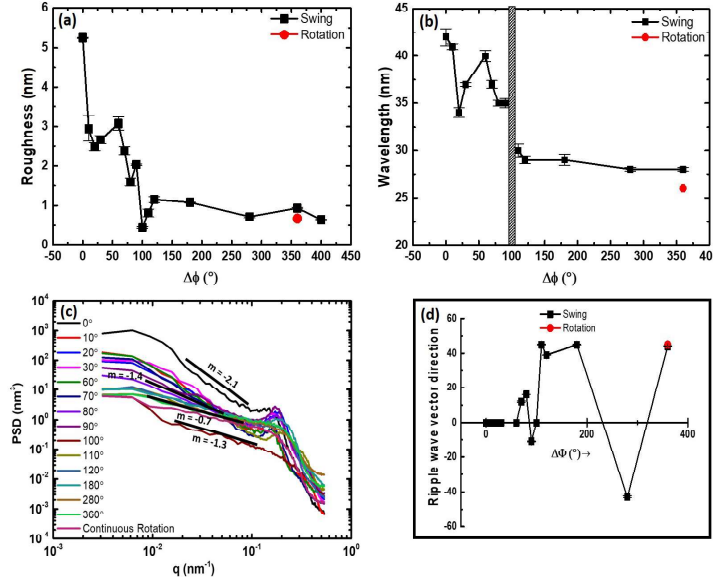 (a)
Swing
Rotation
Roughness (nm)
6
5
4
3
2
1
0
-50 0 50 100 150 200 250 300 350 400 450
Δϕ (°)
(b)
Swing
Rotation
Wavelength (nm)
45
40
35
30
25
20
0 50 100 150 200 250 300 350 400
Δϕ (°)
(c)
PSD (nm³)
10⁴
10³
10²
10¹
10⁰
10⁻¹
10⁻²
10⁻³
10⁻⁴
0°
10°
20°
30°
60°
70°
80°
90°
100°
110°
120°
180°
280°
Continuous Rotation
m = -2.1
m = -1.4
m = -0.7
m = -1.3
10⁻³ 10⁻² 10⁻¹ 10⁰
q (nm⁻¹)
(d)
Swing
Rotation
Ripple wave vector direction
60
40
20
0
-20
-40
-60
0 200 400
ΔΨ (°)→